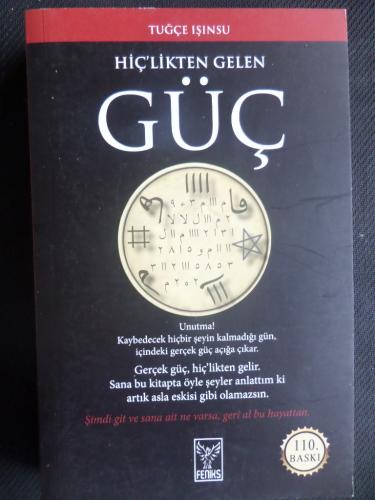 TUĞÇE IŞINSU
HİÇ'LİKTEN GELEN
GÜÇ
Unutma!
Kaybedecek hiçbir şeyin kalmadığı gün,
içindeki gerçek güç açığa çıkar.
Gerçek güç, hiç'likten gelir.
Sana bu kitapta öyle şeyler anlattım ki
artık asla eskisi gibi olamazsın.
Şimdi git ve sana ait ne varsa, geri al bu hayattan.
110.
BASKI
FENİKS